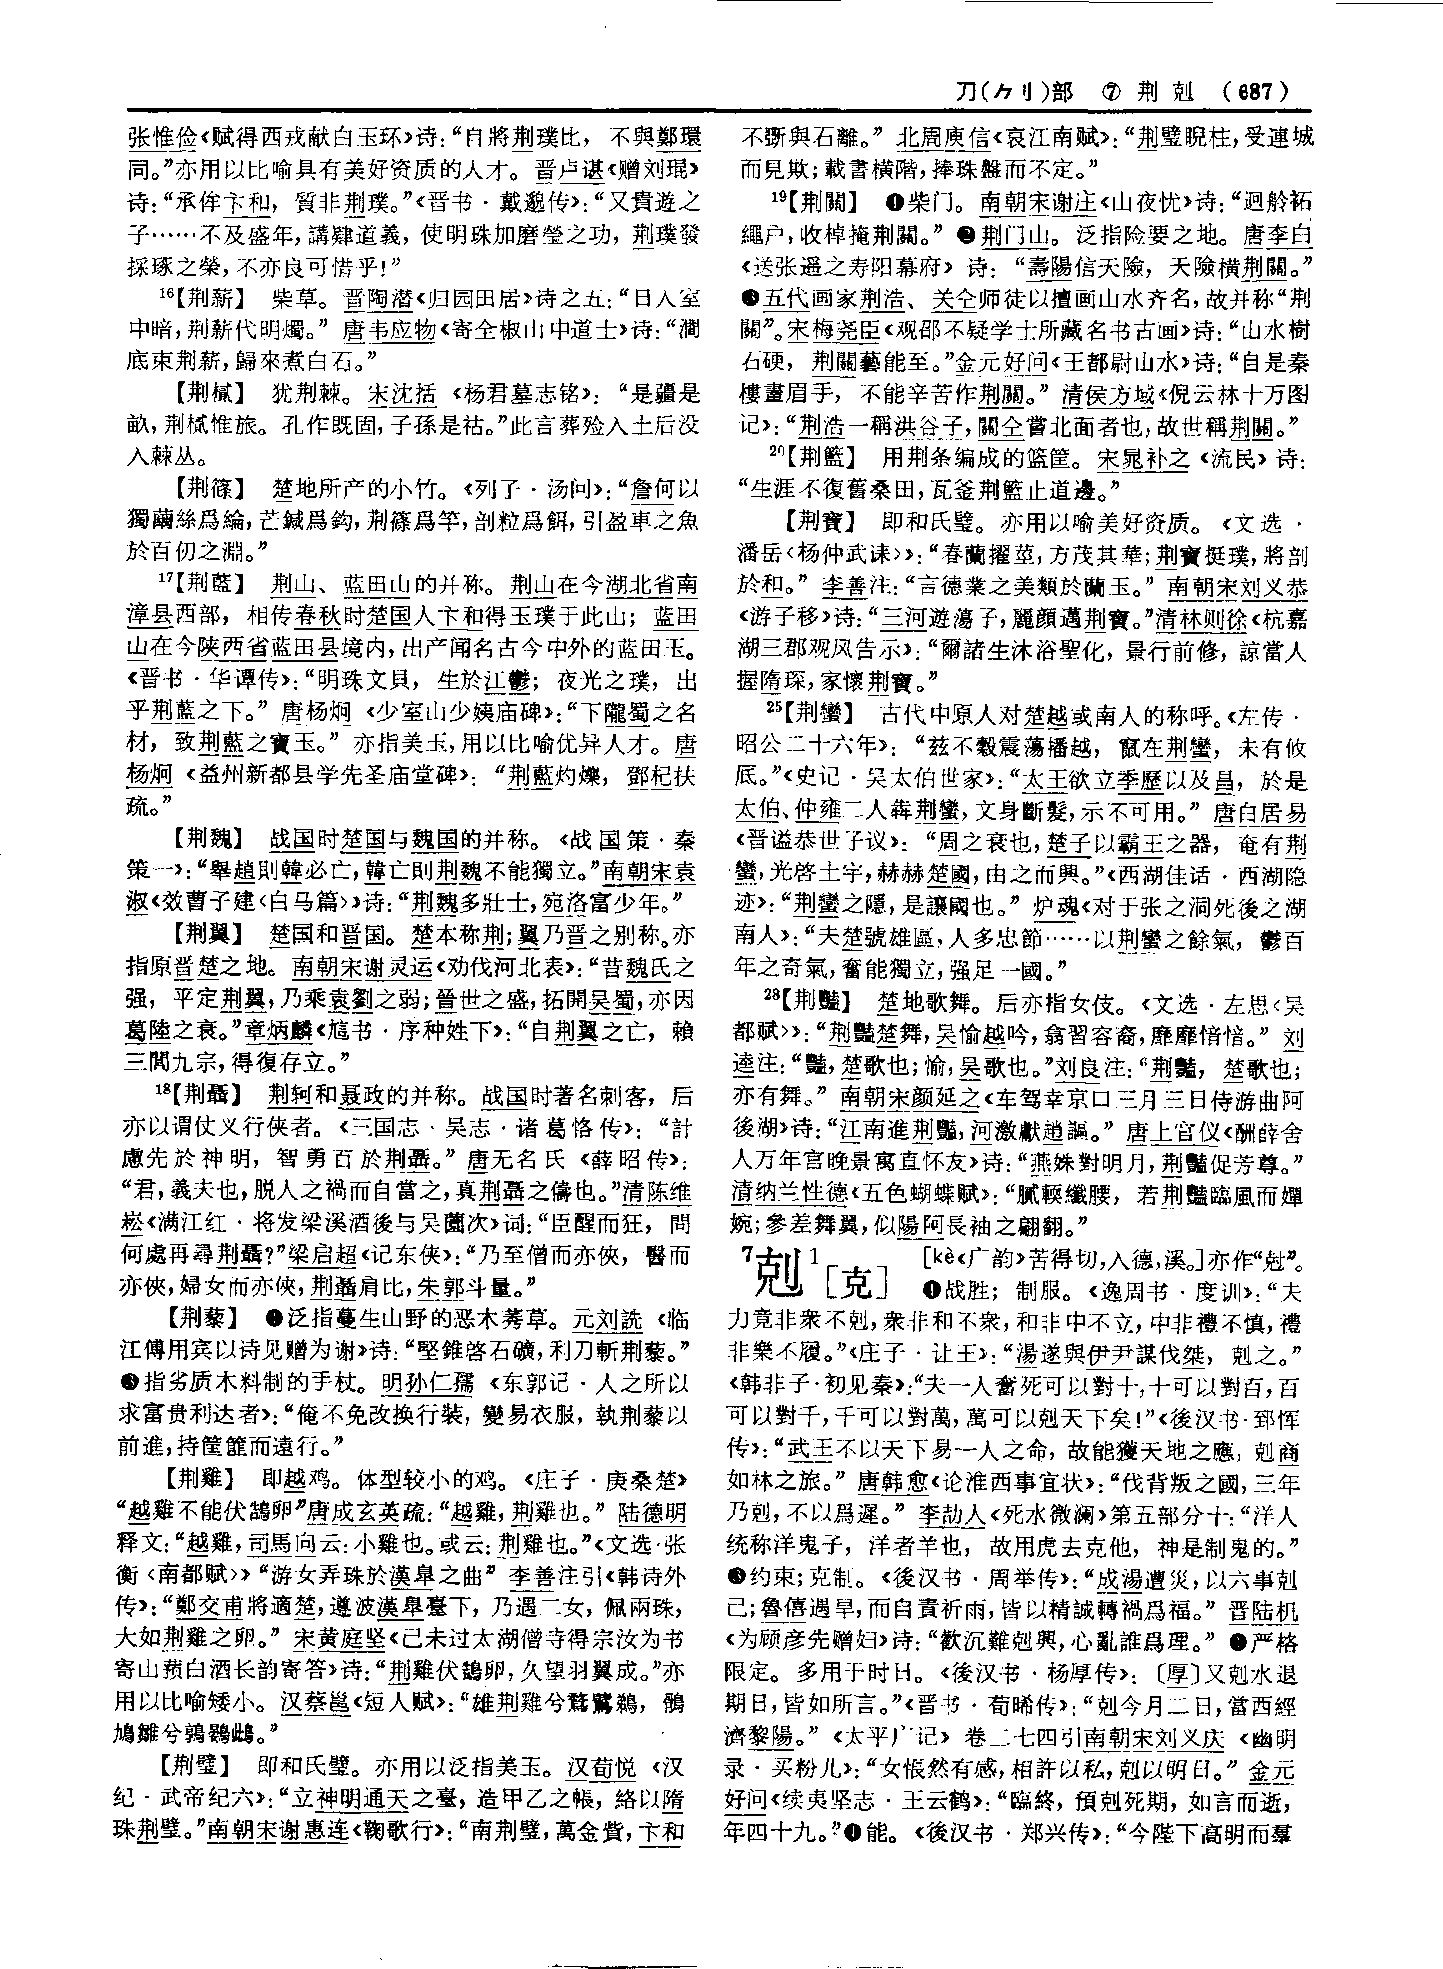 刀(⺈刂)部　⑦　荆　剋　(687)
张惟俭《赋得西戎献白玉环》诗:“自將荆璞比，不與鄭環
同。”亦用以比喻具有美好资质的人才。晋卢谌《赠刘琨》
诗:“承侔卞和，質非荆璞。”《晋书·戴邈传》:“又貴遊之
子……不及盛年，講肄道義，使明珠加磨瑩之功，荆璞發
採琢之榮，不亦良可惜乎!”
16【荆薪】　柴草。晋陶潜《归园田居》诗之五:“日入室
中暗，荆薪代明燭。”唐韦应物《寄全椒山中道士》诗:“澗
底束荆薪，歸來煮白石。”
【荆樲】　犹荆棘。宋沈括《杨君墓志铭》:“是疆是
畝，荆樲惟旅。孔作既固，子孫是祜。”此言葬殓入土后没
入棘丛。
【荆篠】　楚地所产的小竹。《列子·汤问》:“詹何以
獨繭絲爲綸，芒鍼爲鈎，荆篠爲竿，剖粒爲餌，引盈車之魚
於百仞之淵。”
17【荆藍】　荆山、蓝田山的并称。荆山在今湖北省南
漳县西部，相传春秋时楚国人卞和得玉璞于此山；蓝田
山在今陕西省蓝田县境内，出产闻名古今中外的蓝田玉。
《晋书·华谭传》:“明珠文貝，生於江鬱；夜光之璞，出
乎荆藍之下。”唐杨炯《少室山少姨庙碑》:“下隴蜀之名
材，致荆藍之寶玉。”亦指美玉，用以比喻优异人才。唐
杨炯《益州新都县学先圣庙堂碑》:“荆藍灼爍，鄧杞扶
疏。”
【荆魏】　战国时楚国与魏国的并称。《战国策·秦
策一》:“舉趙則韓必亡，韓亡則荆魏不能獨立。”南朝宋袁
淑《效曹子建〈白马篇〉》诗:“荆魏多壯士，宛洛富少年。”
【荆翼】　楚国和晋国。楚本称荆；翼乃晋之别称。亦
指原晋楚之地。南朝宋谢灵运《劝伐河北表》:“昔魏氏之
强，平定荆翼，乃乘袁劉之弱；晉世之盛，拓開吴蜀，亦因
葛陸之衰。”章炳麟《訄书·序种姓下》:“自荆翼之亡，賴
三閭九宗，得復存立。”
18【荆聶】　荆轲和聂政的并称。战国时著名刺客，后
亦以谓仗义行侠者。《三国志·吴志·诸葛恪传》:“計
慮先於神明，智勇百於荆聶。”唐无名氏《薛昭传》:
“君，義夫也，脱人之禍而自當之，真荆聶之儔也。”清陈维
崧《满江红·将发梁溪酒後与吴薗次》词:“臣醒而狂，問
何處再尋荆聶?”梁启超《记东侠》:“乃至僧而亦俠，醫而
亦俠，婦女而亦俠，荆聶肩比，朱郭斗量。”
【荆藜】　❶泛指蔓生山野的恶木莠草。元刘詵《临
江傅用宾以诗见赠为谢》诗:“堅錐啓石礦，利刀斬荆藜。”
❷指劣质木料制的手杖。明孙仁孺《东郭记·人之所以
求富贵利达者》:“俺不免改换行裝，變易衣服，執荆藜以
前進，持筐簏而遠行。”
【荆雞】　即越鸡。体型较小的鸡。《庄子·庚桑楚》
“越雞不能伏鵠卵”唐成玄英疏:“越雞，荆雞也。”陆德明
释文:“越雞，司馬向云:小雞也。或云:荆雞也。”《文选·张
衡〈南都赋〉》“游女弄珠於漢皐之曲”李善注引《韩诗外
传》:“鄭交甫將適楚，遵波漢皐臺下，乃遇二女，佩兩珠，
大如荆雞之卵。”宋黄庭坚《己未过太湖僧寺得宗汝为书
寄山蓣白酒长韵寄答》诗:“荆雞伏鵠卵，久望羽翼成。”亦
用以比喻矮小。汉蔡邕《短人赋》:“雄荆雞兮鶩鷿鵜，鶻
鳩雛兮鶉鷃雌。”
【荆璧】　即和氏璧。亦用以泛指美玉。汉荀悦《汉
纪·武帝纪六》:“立神明通天之臺，造甲乙之帳，絡以隋
珠荆璧。”南朝宋谢惠连《鞠歌行》:“南荆璧，萬金貲，卞和
不斵與石離。”北周庾信《哀江南赋》:“荆璧睨柱，受連城
而見欺；載書横階，捧珠盤而不定。”
19【荆關】　❶柴门。南朝宋谢庄《山夜忧》诗:“迴舲祏
繩户，收棹掩荆關。”❷荆门山。泛指险要之地。唐李白
《送张遥之寿阳幕府》诗:“壽陽信天險，天險横荆關。”
❸五代画家荆浩、关仝师徒以擅画山水齐名，故并称“荆
關”。宋梅尧臣《观邵不疑学士所藏名书古画》诗:“山水樹
石硬，荆關藝能至。”金元好问《王都尉山水》诗:“自是秦
樓畫眉手，不能辛苦作荆關。”清侯方域《倪云林十万图
记》:“荆浩一稱洪谷子，關仝嘗北面者也，故世稱荆關。”
20【荆籃】　用荆条编成的篮筐。宋晁补之《流民》诗:
“生涯不復舊桑田，瓦釜荆籃止道邊。”
【荆寶】　即和氏璧。亦用以喻美好资质。《文选·
潘岳〈杨仲武诔〉》:“春蘭擢莖，方茂其華；荆寶挺璞，將剖
於和。”李善注:“言德業之美類於蘭玉。”南朝宋刘义恭
《游子移》诗:“三河遊蕩子，麗顔邁荆寶。”清林则徐《杭嘉
湖三郡观风告示》:“爾諸生沐浴聖化，景行前修，諒當人
握隋琛，家懷荆寶。”
25【荆蠻】　古代中原人对楚越或南人的称呼。《左传·
昭公二十六年》:“兹不穀震蕩播越，竄在荆蠻，未有攸
厎。”《史记·吴太伯世家》:“太王欲立季歷以及昌，於是
太伯、仲雍二人犇荆蠻，文身斷髮，示不可用。”唐白居易
《晋谥恭世子议》:“周之衰也，楚子以霸王之器，奄有荆
蠻，光啓土宇，赫赫楚國，由之而興。”《西湖佳话·西湖隐
迹》:“荆蠻之隱，是讓國也。”炉魂《对于张之洞死後之湖
南人》:“夫楚號雄區，人多忠節……以荆蠻之餘氣，鬱百
年之奇氣，奮能獨立，强足一國。”
28【荆豔】　楚地歌舞。后亦指女伎。《文选·左思〈吴
都赋〉》:“荆豔楚舞，吴愉越吟，翕習容裔，靡靡愔愔。”刘
逵注:“豔，楚歌也；愉，吴歌也。”刘良注:“荆豔，楚歌也；
亦有舞。”南朝宋颜延之《车驾幸京口三月三日侍游曲阿
後湖》诗:“江南進荆豔，河激獻趙謳。”唐上官仪《酬薛舍
人万年宫晚景寓直怀友》诗:“燕姝對明月，荆豔促芳尊。”
清纳兰性德《五色蝴蝶赋》:“膩輭纖腰，若荆豔臨風而嬋
婉；參差舞翼，似陽阿長袖之翩翻。”
7剋1［克］　[kè《广韵》苦得切，入德，溪。]亦作“尅”。
❶战胜；制服。《逸周书·度训》:“夫
力竟非衆不剋，衆非和不衆，和非中不立，中非禮不慎，禮
非樂不履。”《庄子·让王》:“湯遂與伊尹謀伐桀，剋之。”
《韩非子·初见秦》:“夫一人奮死可以對十，十可以對百，百
可以對千，千可以對萬，萬可以剋天下矣!”《後汉书·郅恽
传》:“武王不以天下易一人之命，故能獲天地之應，剋商
如林之旅。”唐韩愈《论淮西事宜状》:“伐背叛之國，三年
乃剋，不以爲遲。”李劼人《死水微澜》第五部分十:“洋人
统称洋鬼子，洋者羊也，故用虎去克他，神是制鬼的。”
❷约束；克制。《後汉书·周举传》:“成湯遭災，以六事剋
己；魯僖遇旱，而自責祈雨，皆以精誠轉禍爲福。”晋陆机
《为顾彦先赠妇》诗:“歡沉難剋興，心亂誰爲理。”❸严格
限定。多用于时日。《後汉书·杨厚传》:〔厚〕又剋水退
期日，皆如所言。”《晋书·荀晞传》:“剋今月二日，當西經
濟黎陽。”《太平广记》卷二七四引南朝宋刘义庆《幽明
录·买粉儿》:“女悵然有感，相許以私，剋以明日。”金元
好问《续夷坚志·王云鹤》:“臨終，預剋死期，如言而逝，
年四十九。”❹能。《後汉书·郑兴传》:“今陛下高明而羣